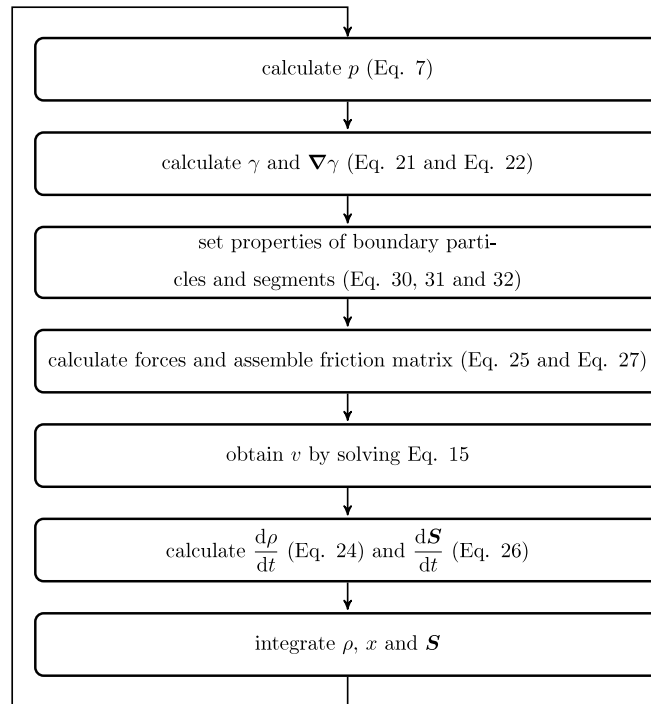 calculate p (Eq. 7)
calculate γ and ∇γ (Eq. 21 and Eq. 22)
set properties of boundary parti-
cles and segments (Eq. 30, 31 and 32)
calculate forces and assemble friction matrix (Eq. 25 and Eq. 27)
obtain v by solving Eq. 15
calculate dρ/dt (Eq. 24) and dS/dt (Eq. 26)
integrate ρ, x and S